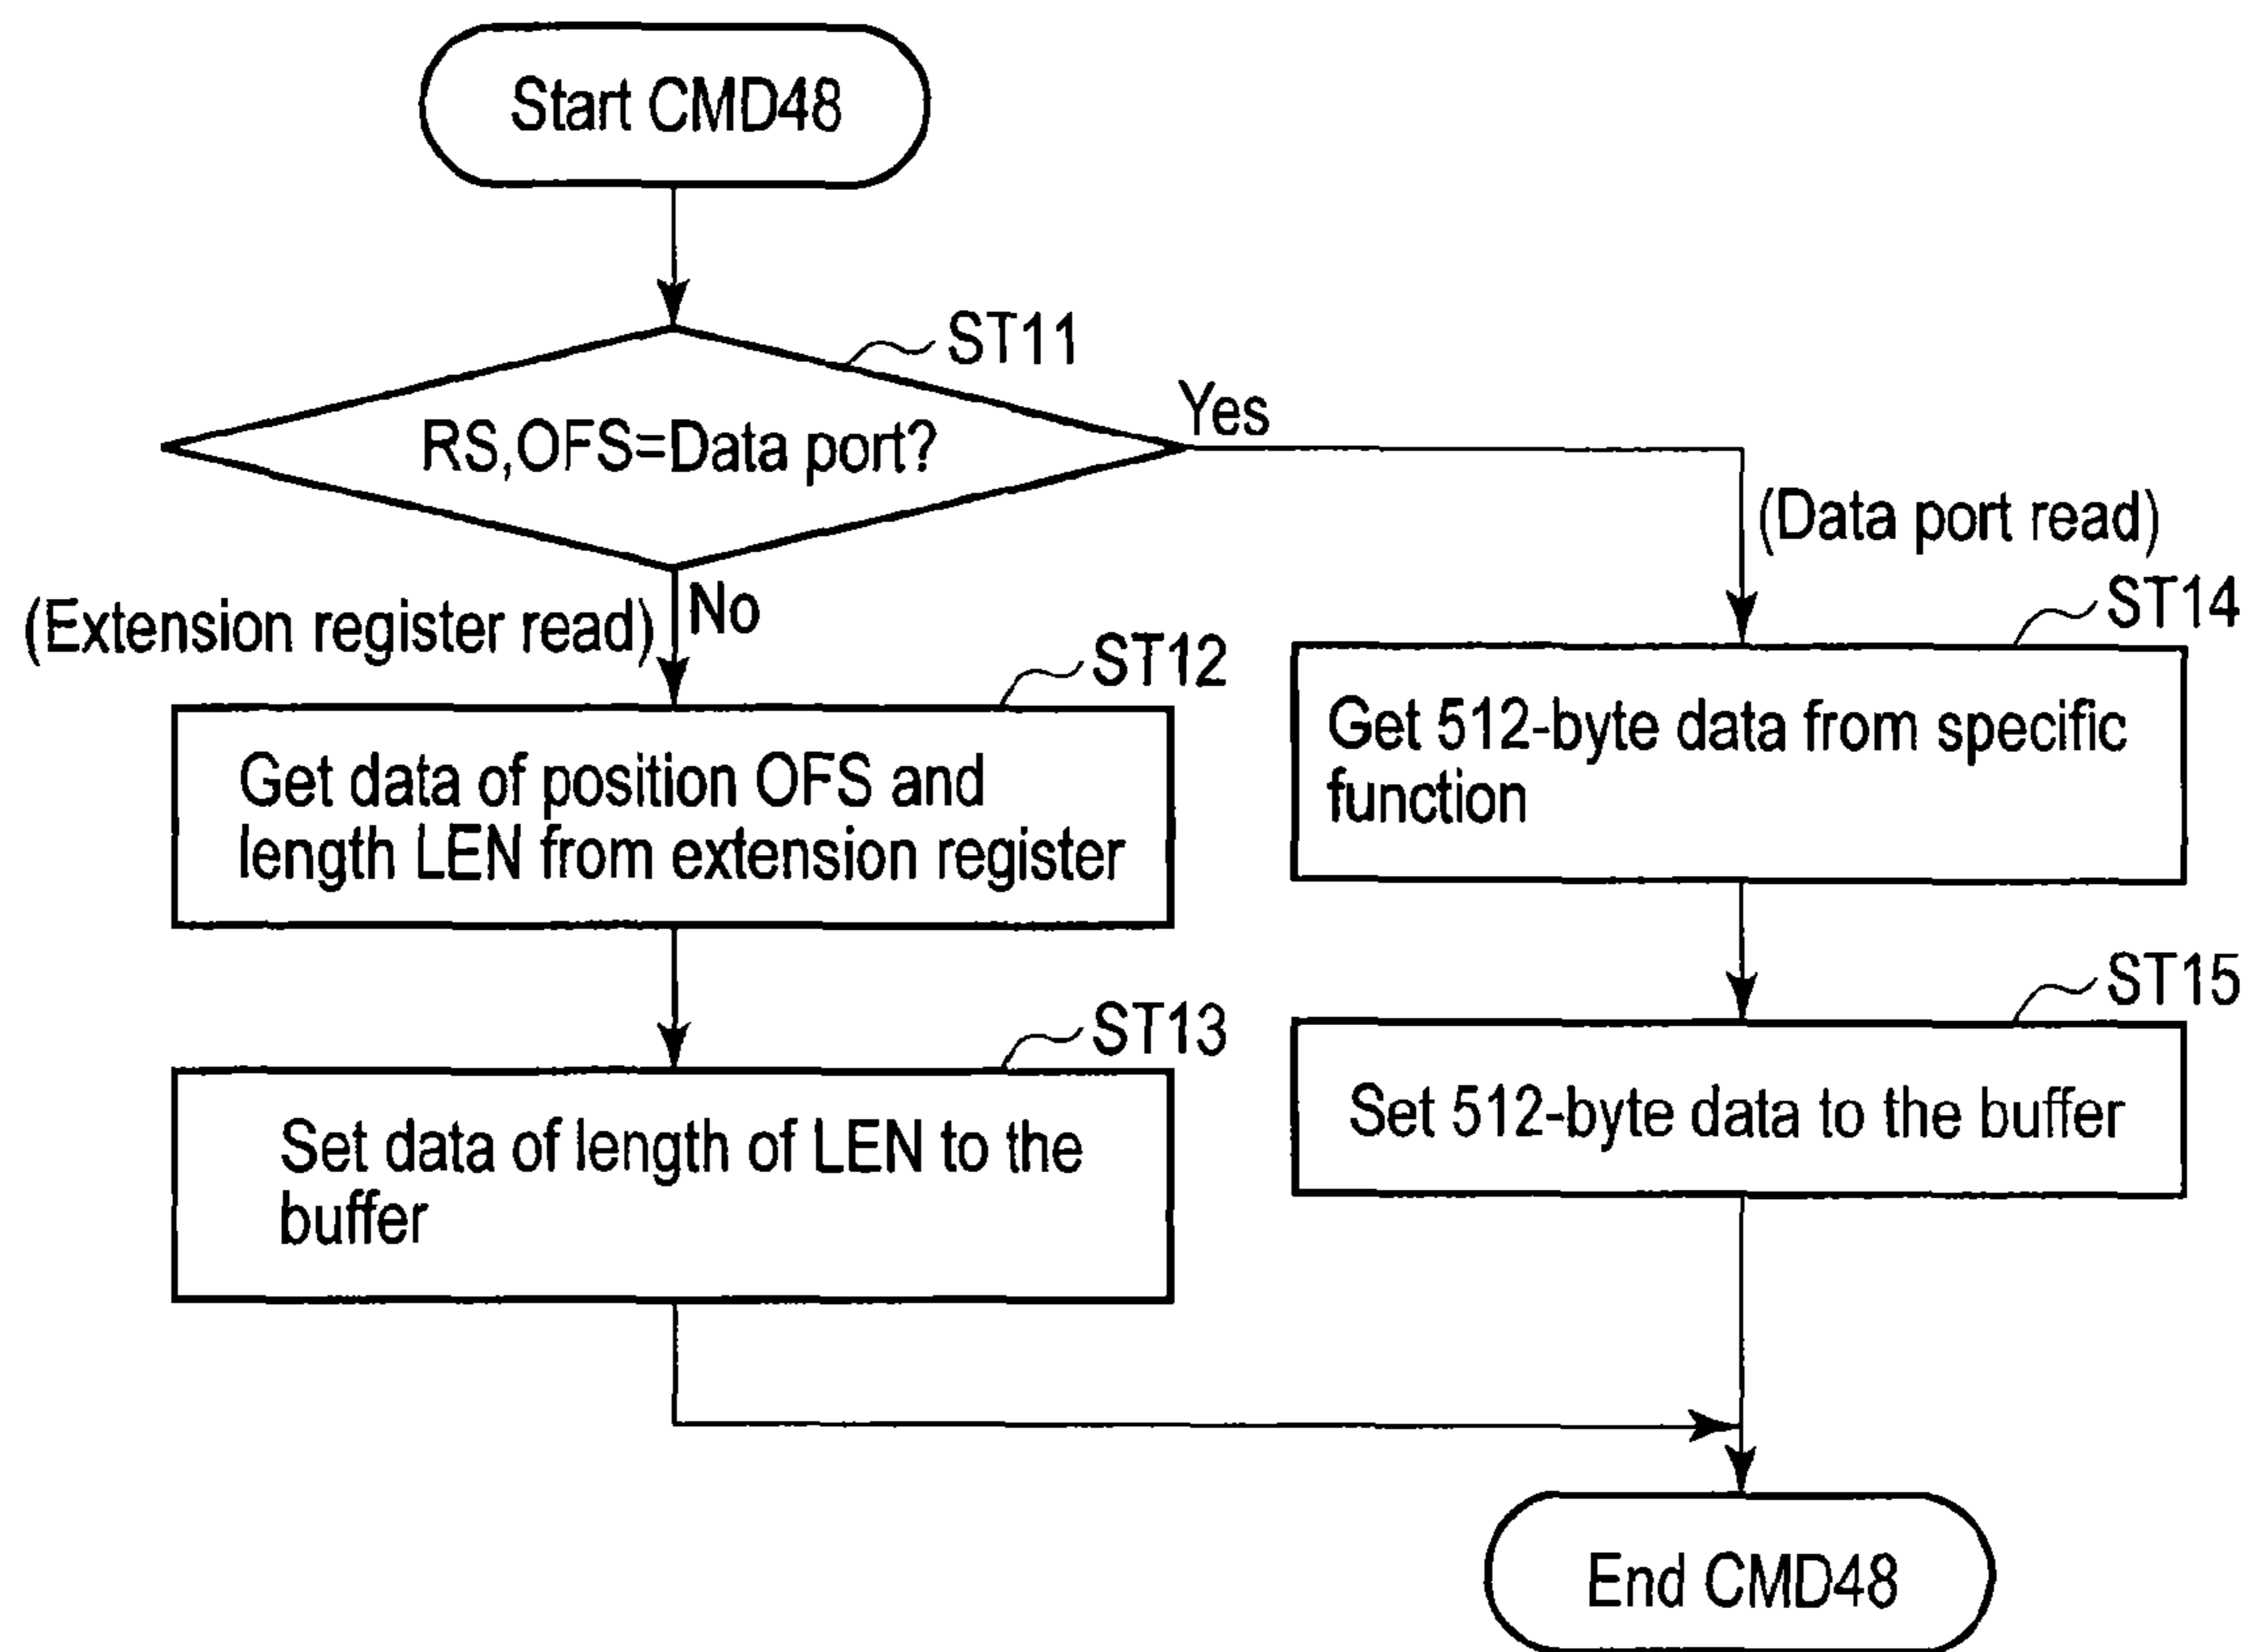 Start CMD48
ST11
RS,OFS=Data port?
Yes
(Data port read)
No
(Extension register read)
ST12
Get data of position OFS and
length LEN from extension register
ST13
Set data of length of LEN to the
buffer
ST14
Get 512-byte data from specific
function
ST15
Set 512-byte data to the buffer
End CMD48